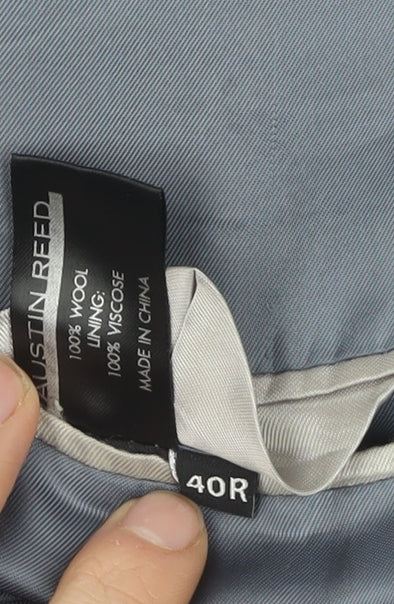 AUSTIN REED
100% WOOL
LINING:
100% VISCOSE
MADE IN CHINA
40R